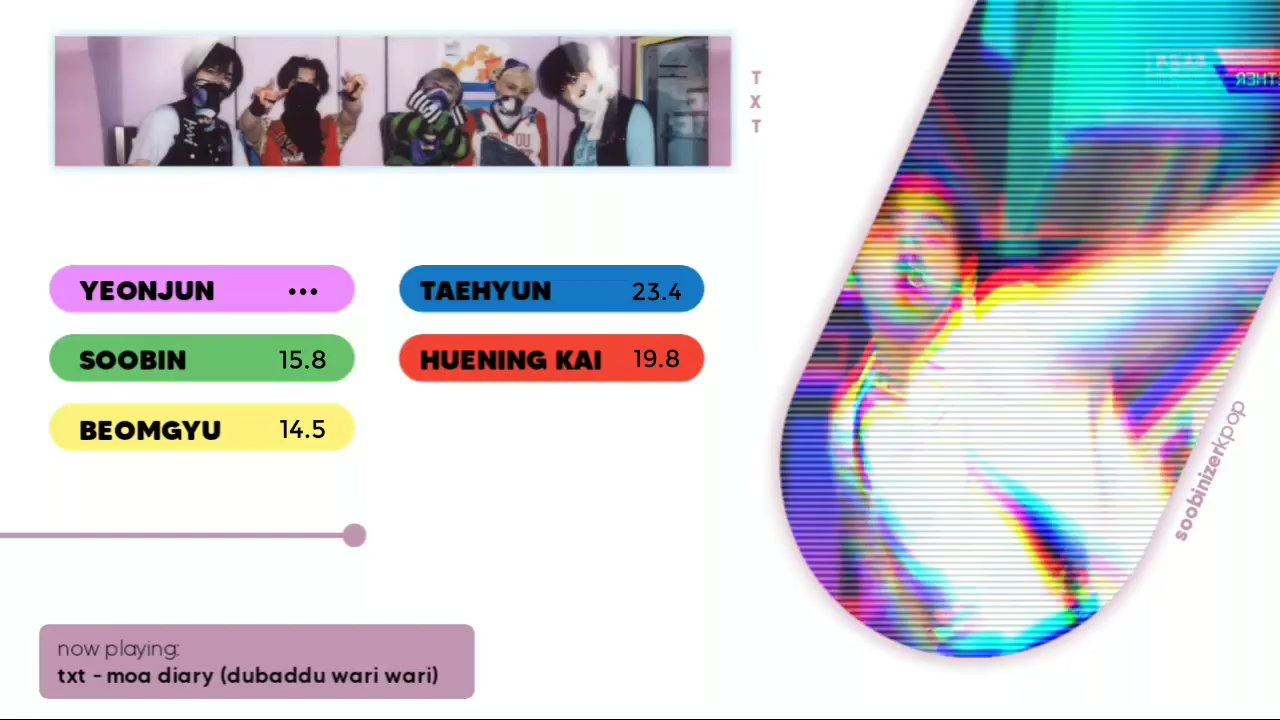 T
X
T
YEONJUN •••
TAEHYUN 23.4
SOOBIN 15.8
HUENING KAI 19.8
BEOMGYU 14.5
soobinizerkpop
now playing:
txt - moa diary (dubaddu wari wari)